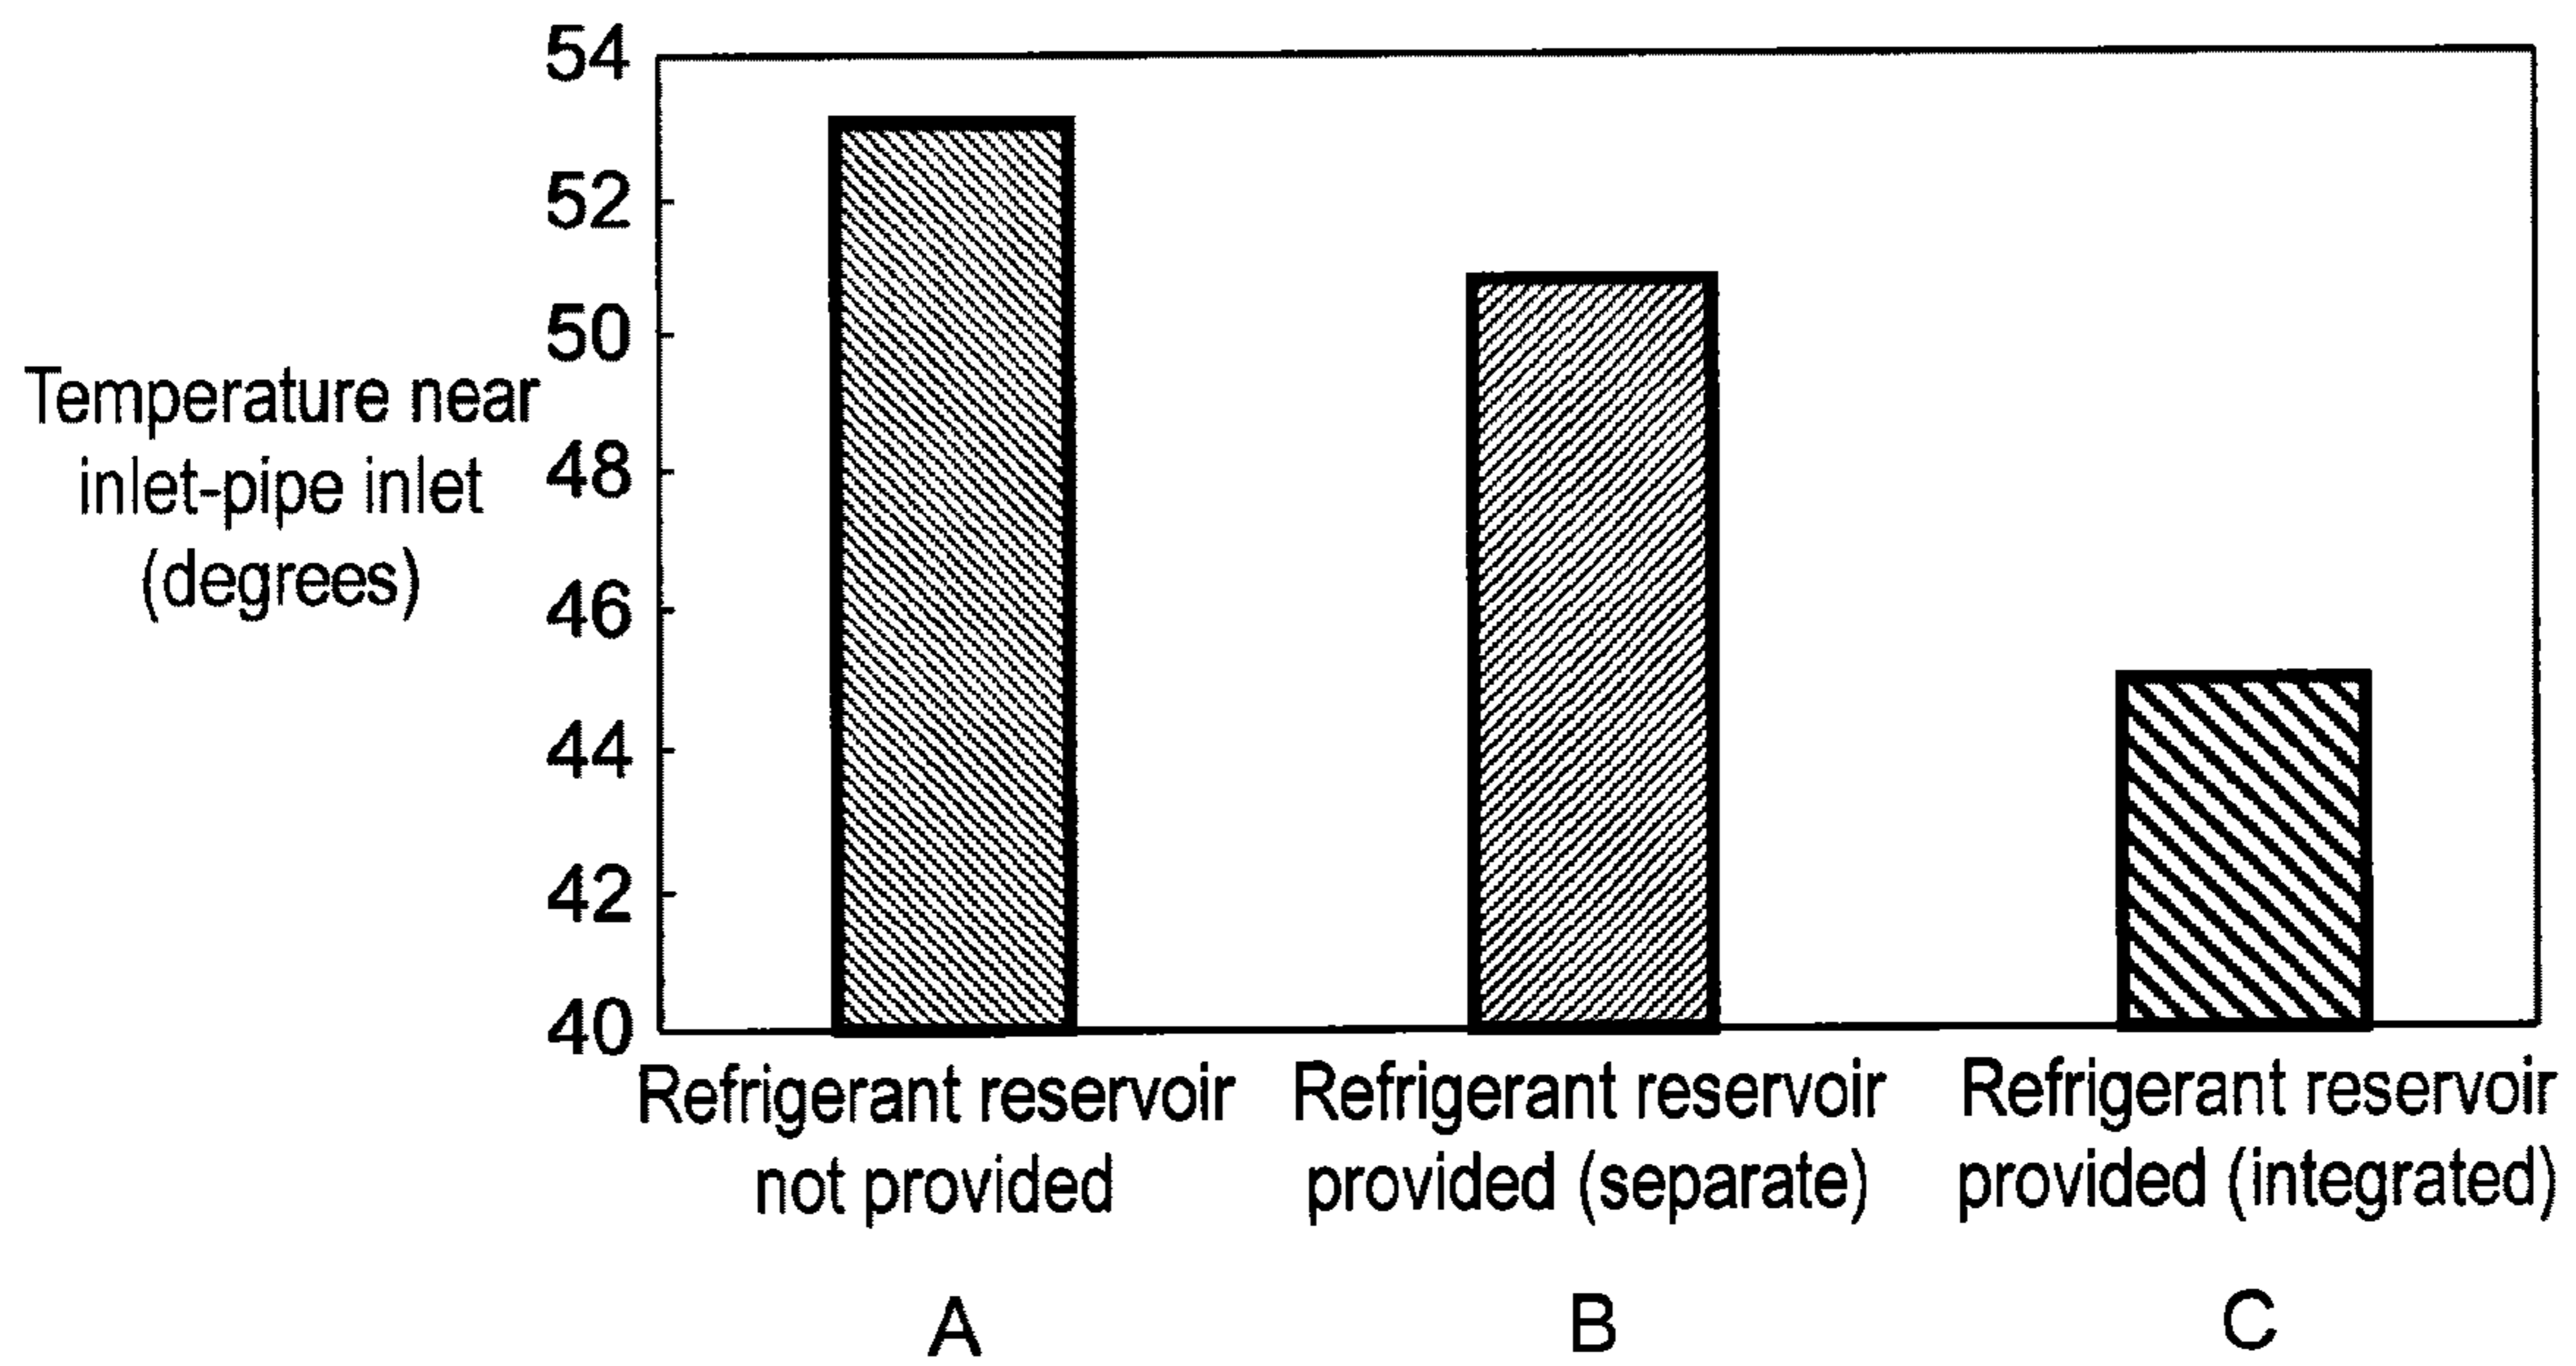 54
52
50
48
46
44
42
40
Temperature near
inlet-pipe inlet
(degrees)
Refrigerant reservoir
not provided
A
Refrigerant reservoir
provided (separate)
B
Refrigerant reservoir
provided (integrated)
C